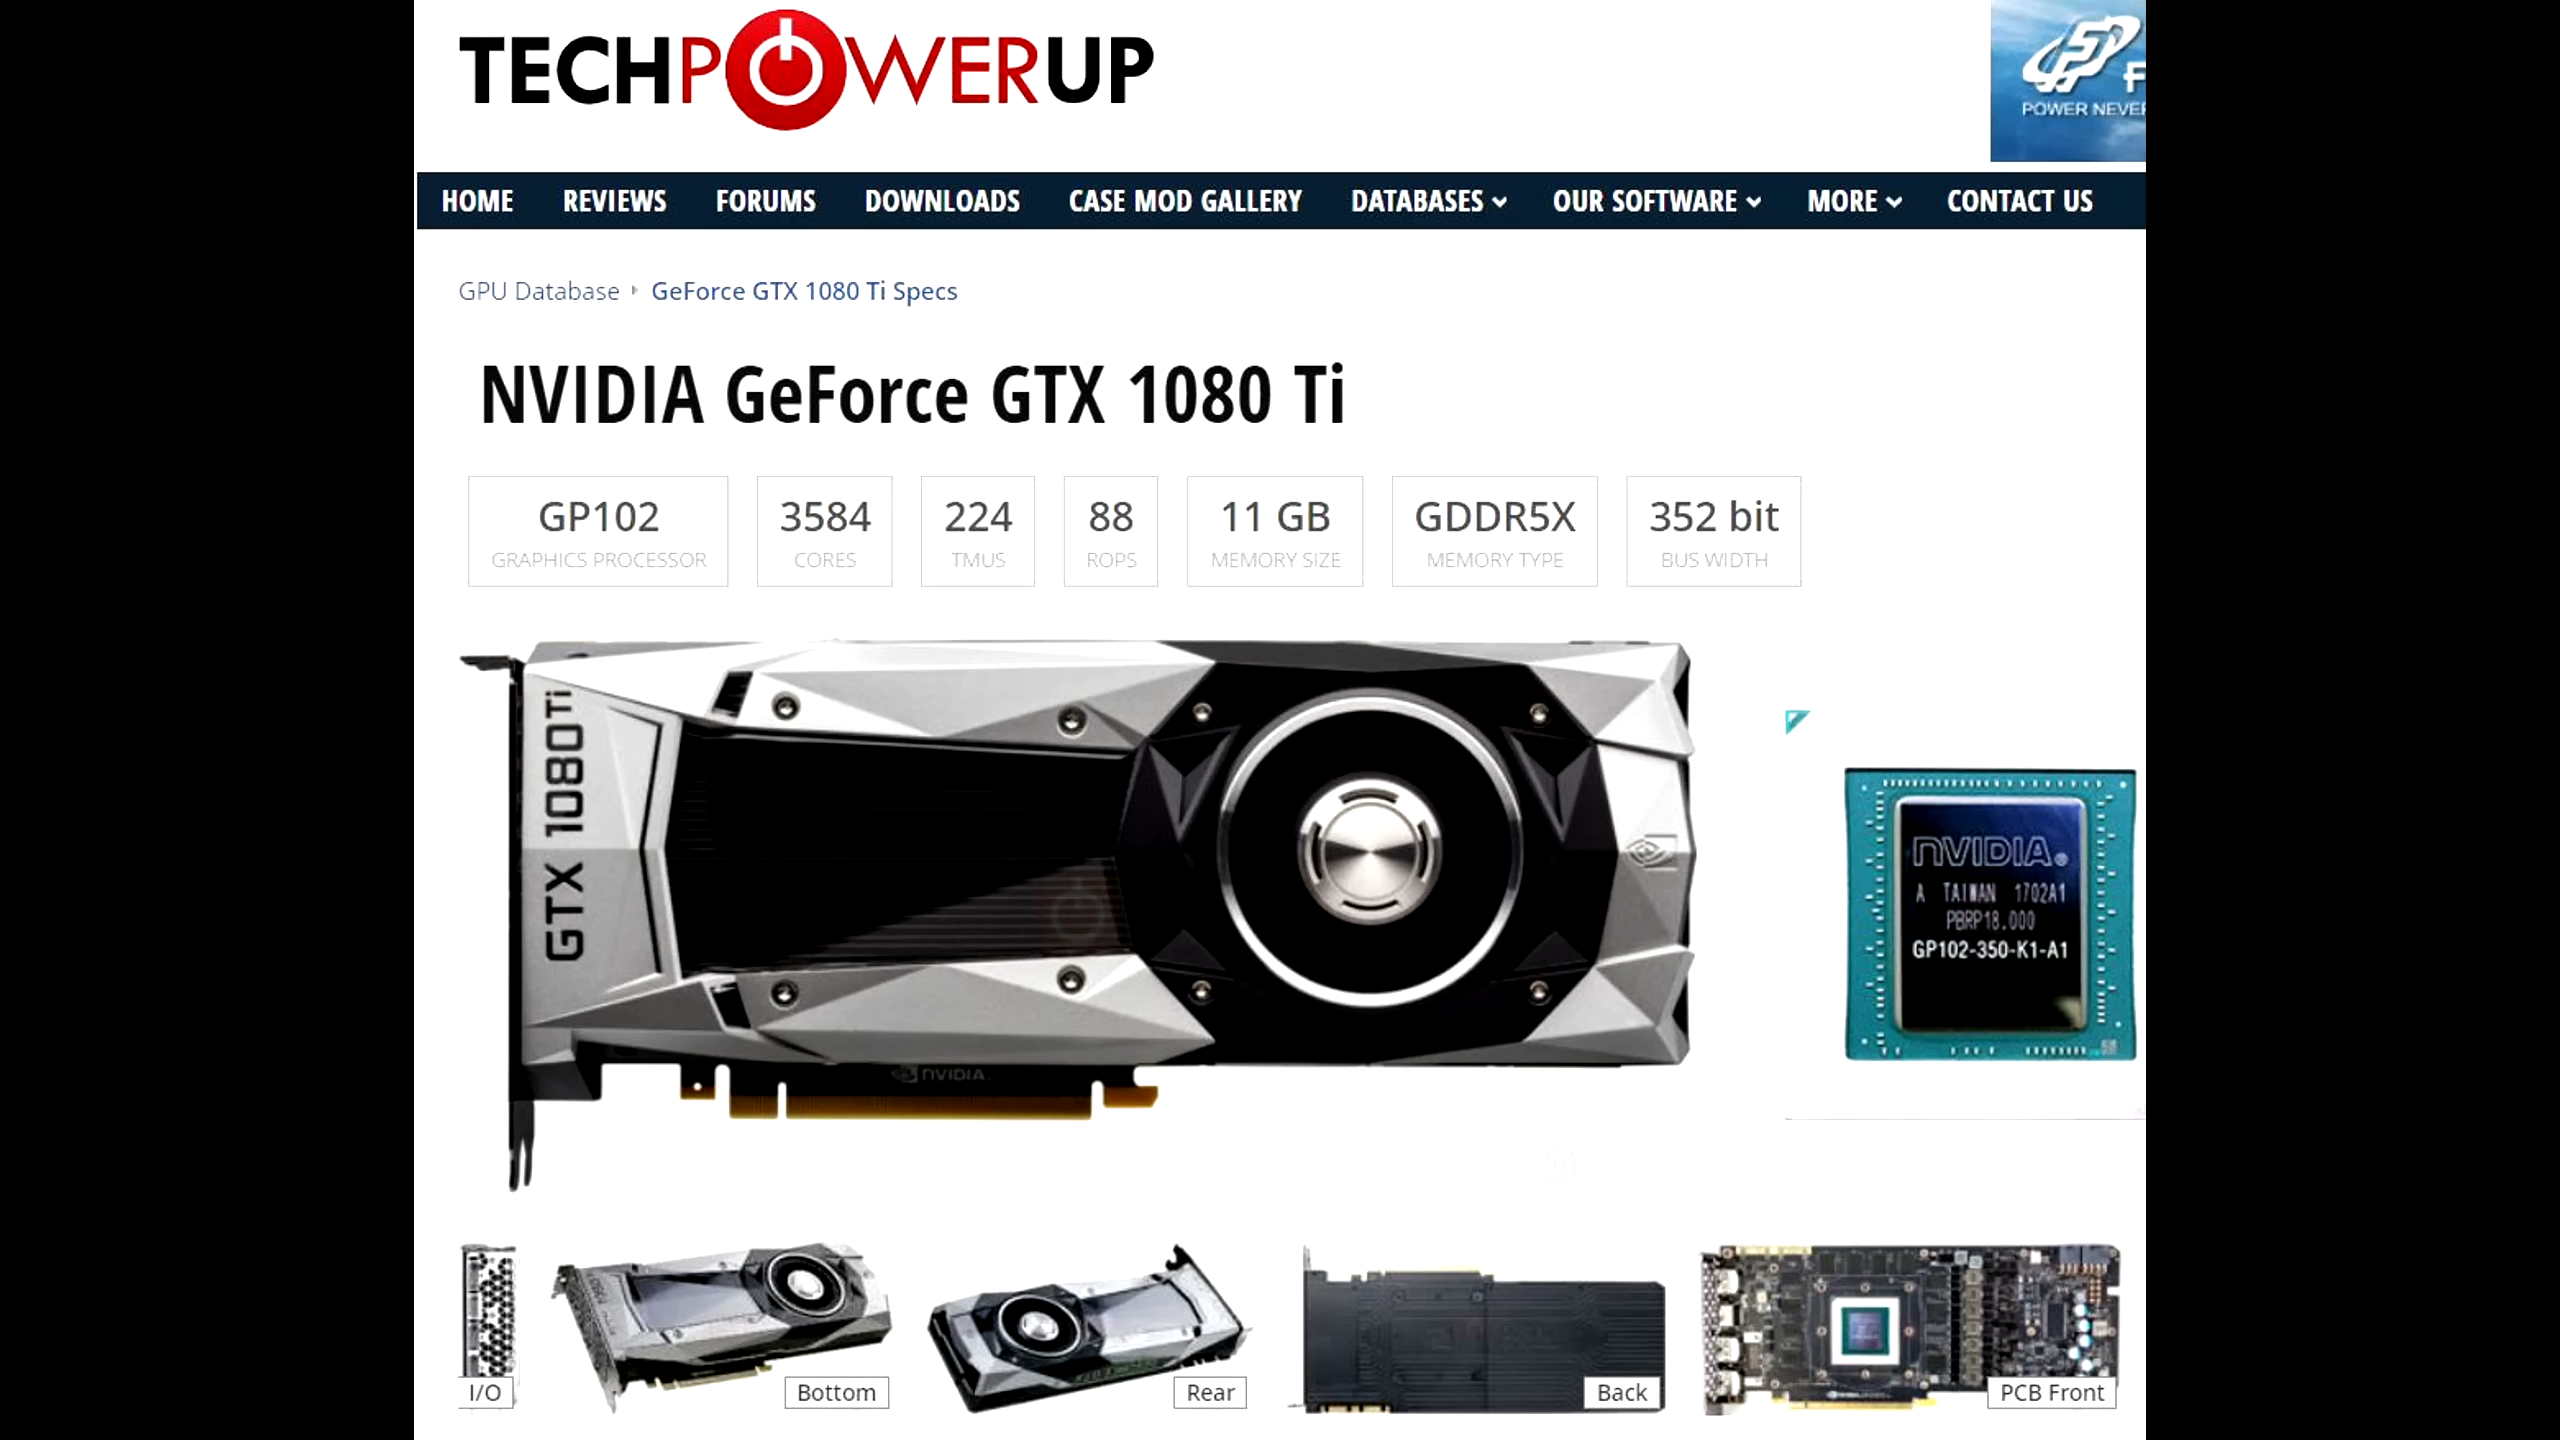 TECHPOWERUP
POWER NEVER
HOME REVIEWS FORUMS DOWNLOADS CASE MOD GALLERY DATABASES OUR SOFTWARE MORE CONTACT US
GPU Database GeForce GTX 1080 Ti Specs
NVIDIA GeForce GTX 1080 Ti
GP102 3584 224 88 11 GB GDDR5X 352 bit
GRAPHICS PROCESSOR CORES TMUS ROPS MEMORY SIZE MEMORY TYPE BUS WIDTH
GTX 1080 Ti
NVIDIA.
NVIDIA®
A TAIWAN 1702A1
PBRP18.000
GP102-350-K1-A1
I/O Bottom Rear Back PCB Front